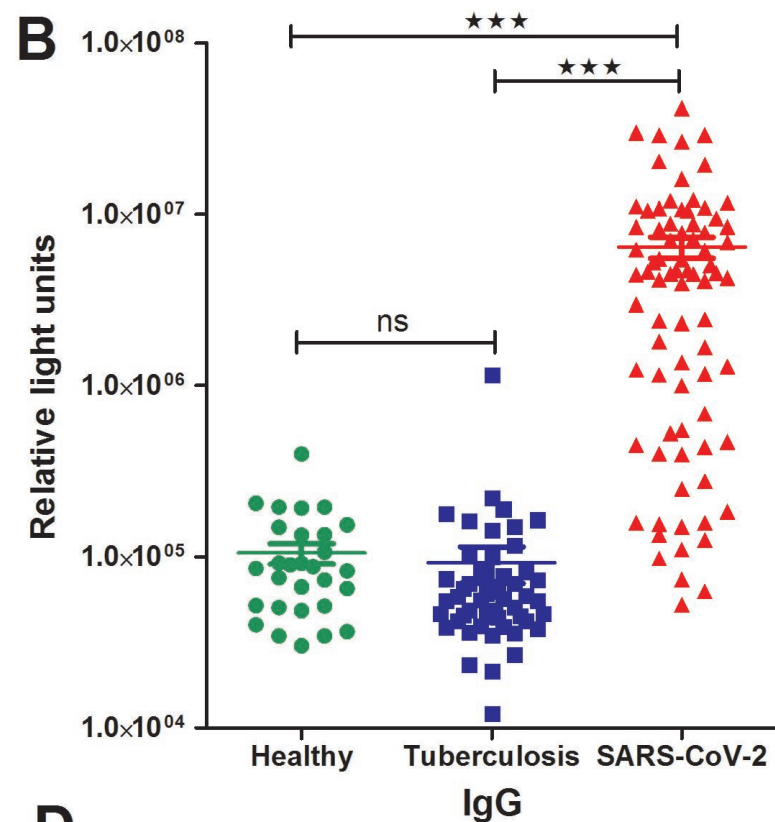 B
★★★
1.0×10⁰⁸
★★★
1.0×10⁰⁷
ns
1.0×10⁰⁶
1.0×10⁰⁵
1.0×10⁰⁴
Relative light units
Healthy Tuberculosis SARS-CoV-2
IgG
D